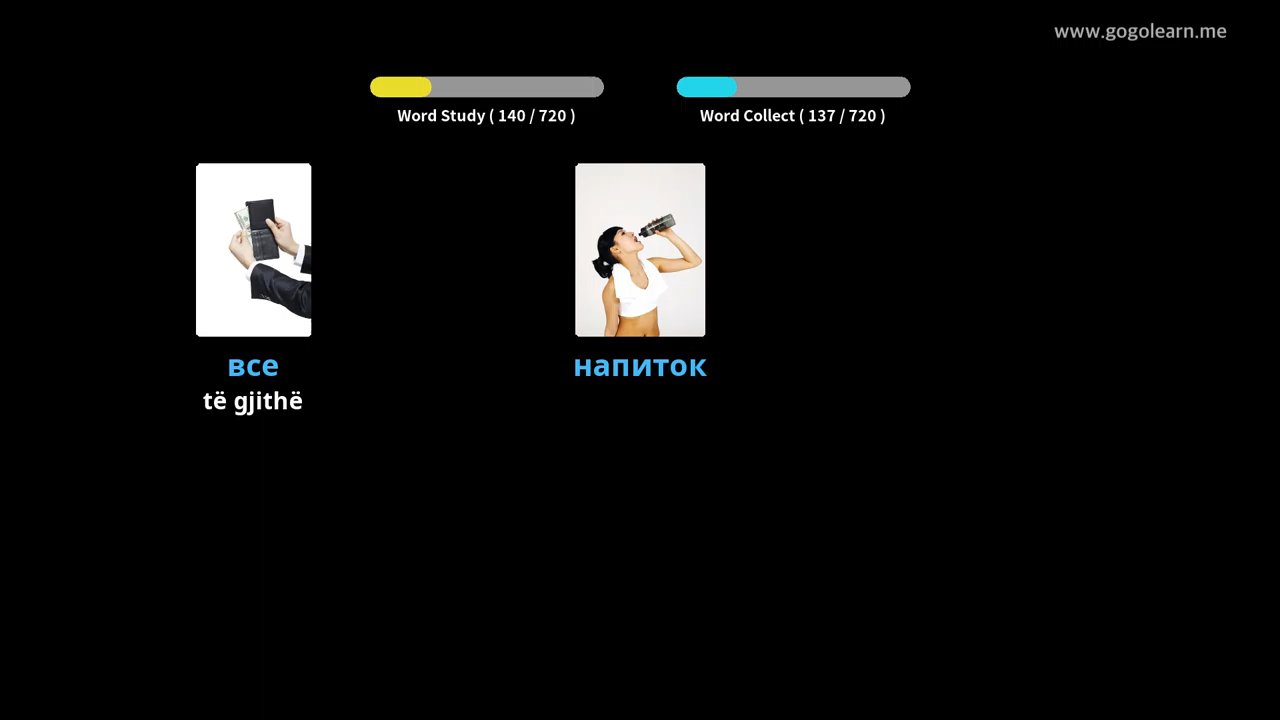 www.gogolearn.me
Word Study ( 140 / 720 )
Word Collect ( 137 / 720 )
все
të gjithë
напиток